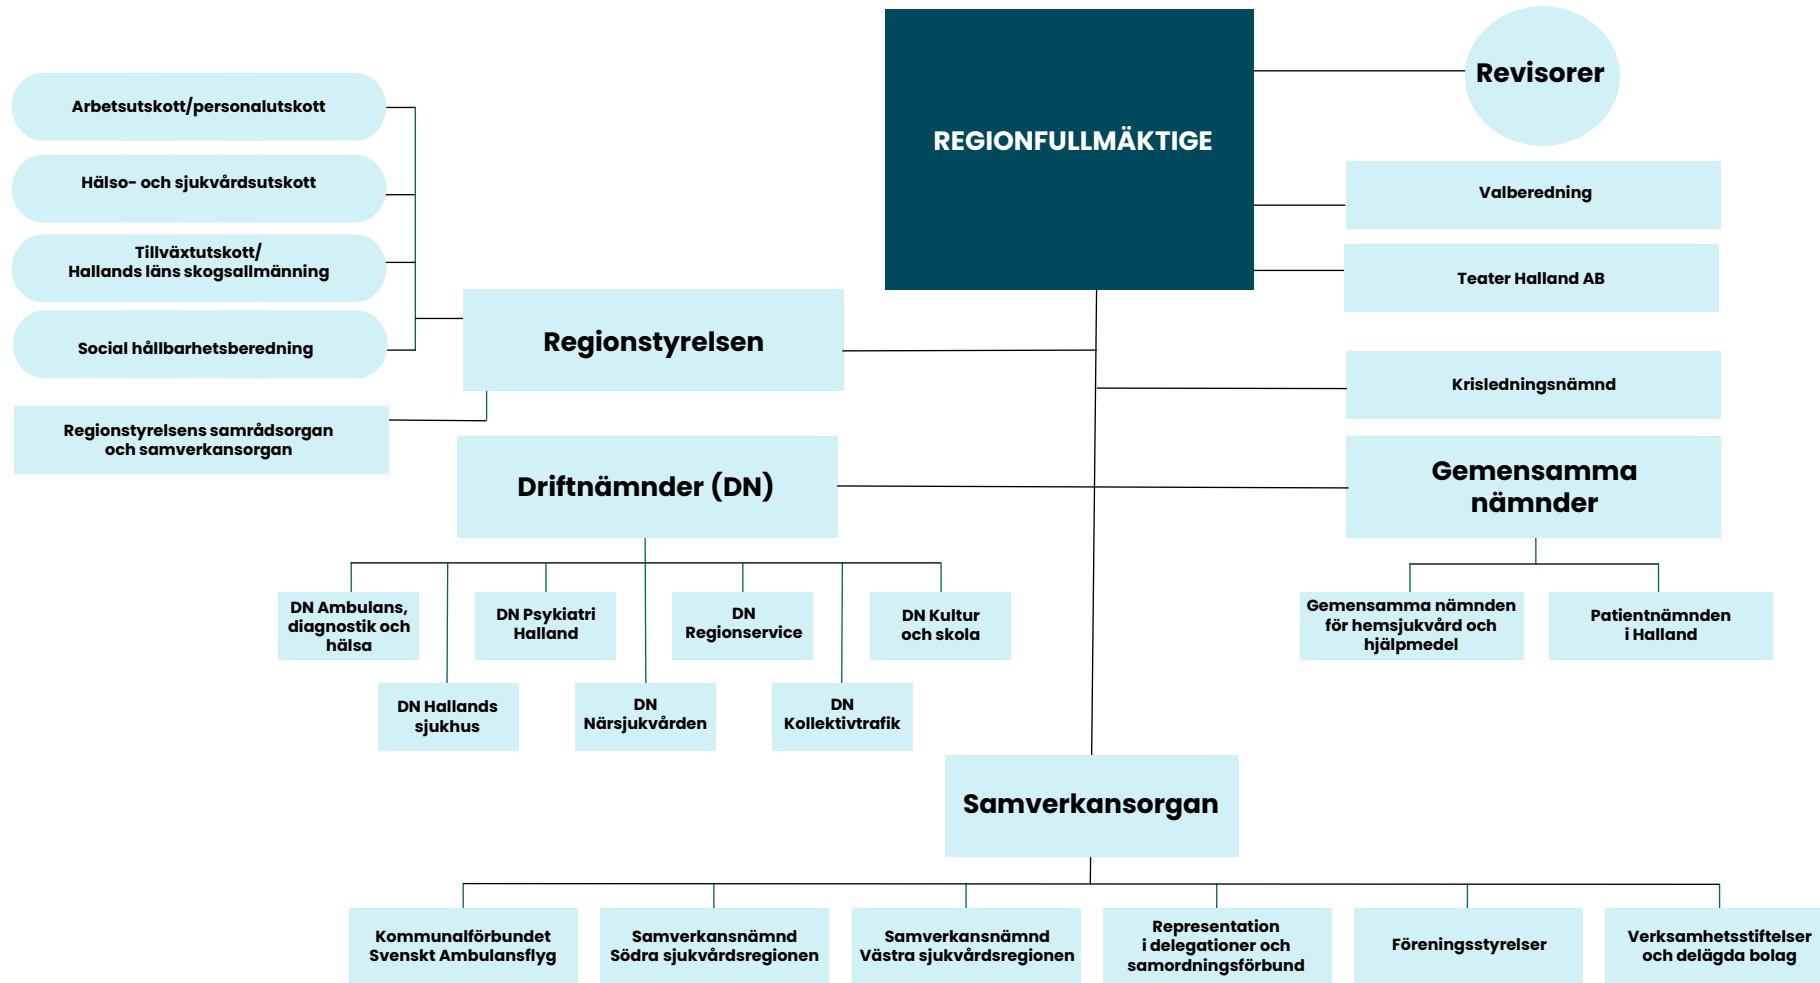 REGIONFULLMÄKTIGE
Revisorer
Valberedning
Teater Halland AB
Arbetsutskott/personalutskott
Hälso- och sjukvårdsutskott
Tillväxtutskott/
Hallands läns skogsallmänning
Social hållbarhetsberedning
Regionstyrelsen
Regionstyrelsens samrådsorgan
och samverkansorgan
Krisledningsnämnd
Driftnämnder (DN)
Gemensamma
nämnder
DN Ambulans,
diagnostik och
hälsa
DN Psykiatri
Halland
DN
Regionservice
DN Kultur
och skola
DN Hallands
sjukhus
DN
Närsjukvården
DN
Kollektivtrafik
Gemensamma nämnden
för hemsjukvård och
hjälpmedel
Patientnämnden
i Halland
Samverkansorgan
Kommunalförbundet
Svenskt Ambulansflyg
Samverkansnämnd
Södra sjukvårdsregionen
Samverkansnämnd
Västra sjukvårdsregionen
Representation
i delegationer och
samordningsförbund
Föreningsstyrelser
Verksamhetsstiftelser
och delägda bolag